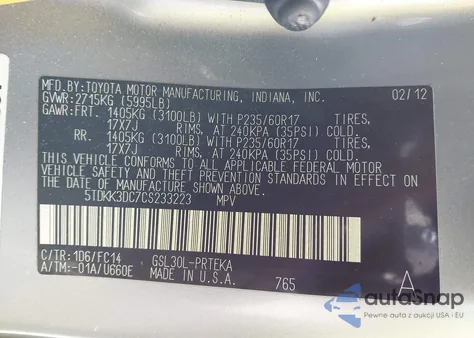 MFD.BY: TOYOTA MOTOR MANUFACTURING, INDIANA, INC. 02/12
GVWR: 2715KG (5995LB)
GAWR: FRT. 1405KG (3100LB) WITH P235/60R17 TIRES,
17X7J RIMS, AT 240KPA (35PSI) COLD.
RR. 1405KG (3100LB) WITH P235/60R17 TIRES,
17X7J RIMS, AT 240KPA (35PSI) COLD.
THIS VEHICLE CONFORMS TO ALL APPLICABLE FEDERAL MOTOR
VEHICLE SAFETY AND THEFT PREVENTION STANDARDS IN EFFECT ON THE
DATE OF MANUFACTURE SHOWN ABOVE.
5TDKK3DC7CS233223 MPV
C/TR: 1D6/FC14 GSL30L-PRTEKA
A/TM: -01A/U660E MADE IN U.S.A. 765 A
autoSnap
Pewne auta z USA i EU